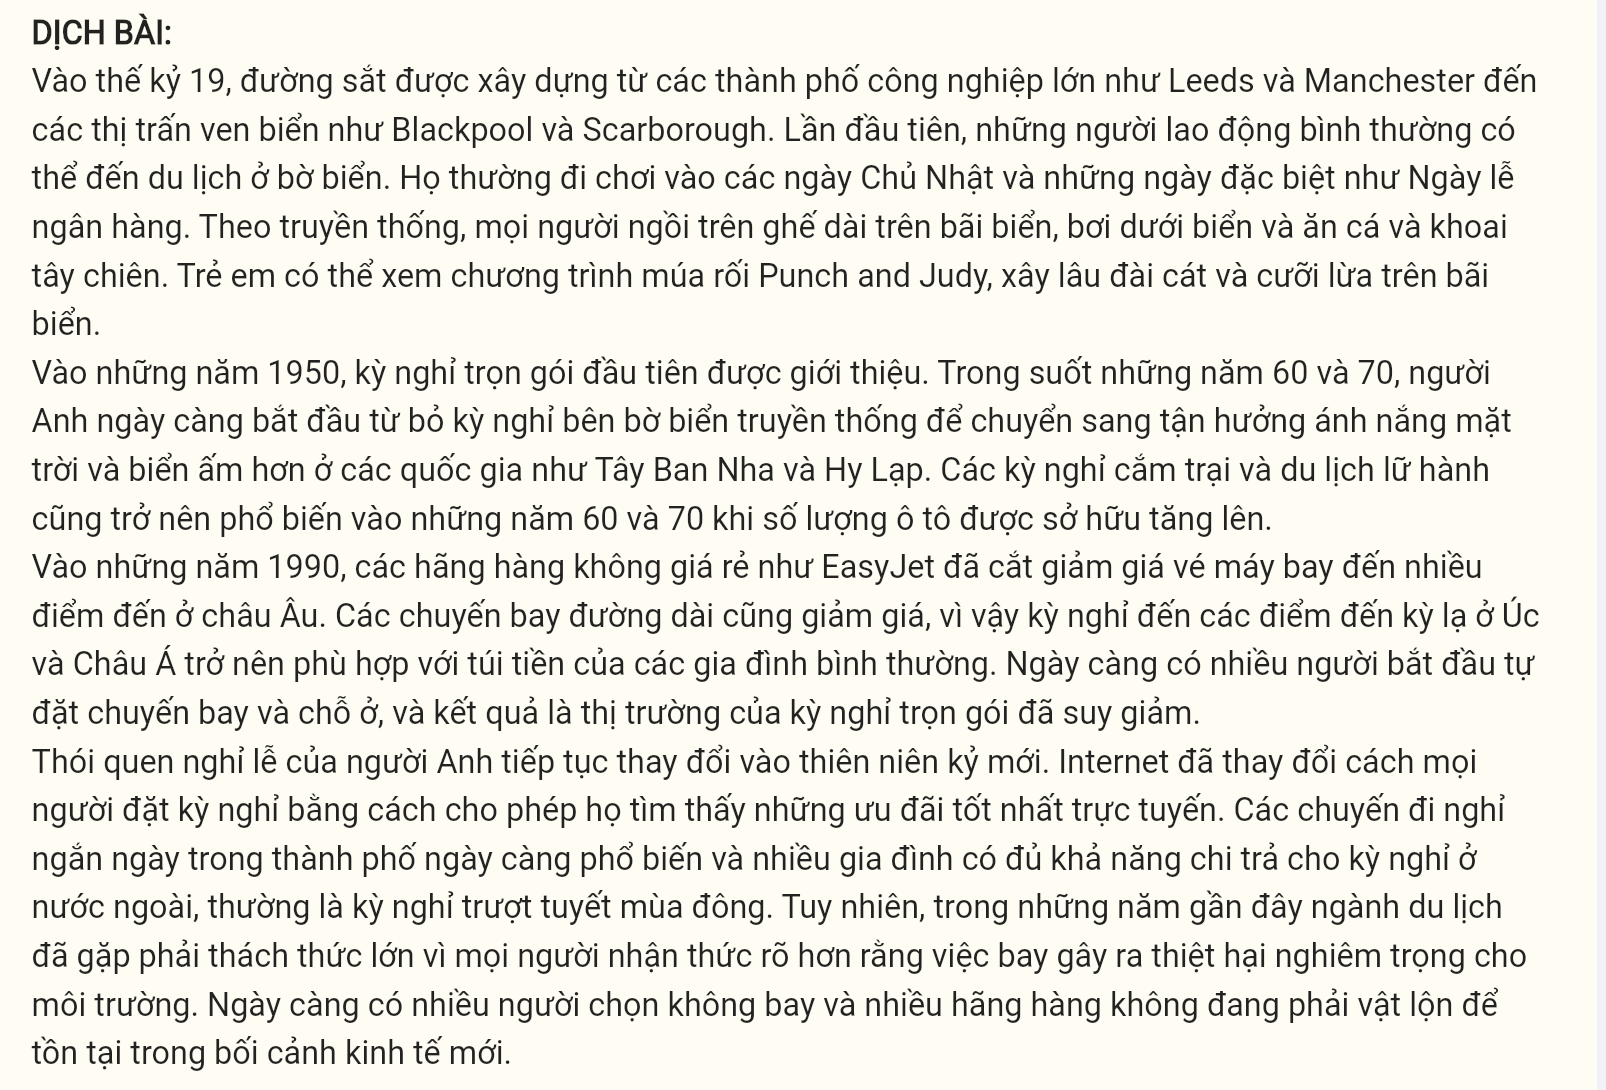 DỊCH BÀI:
Vào thế kỷ 19, đường sắt được xây dựng từ các thành phố công nghiệp lớn như Leeds và Manchester đến
các thị trấn ven biển như Blackpool và Scarborough. Lần đầu tiên, những người lao động bình thường có
thể đến du lịch ở bờ biển. Họ thường đi chơi vào các ngày Chủ Nhật và những ngày đặc biệt như Ngày lễ
ngân hàng. Theo truyền thống, mọi người ngồi trên ghế dài trên bãi biển, bơi dưới biển và ăn cá và khoai
tây chiên. Trẻ em có thể xem chương trình múa rối Punch and Judy, xây lâu đài cát và cưỡi lừa trên bãi
biển.
Vào những năm 1950, kỳ nghỉ trọn gói đầu tiên được giới thiệu. Trong suốt những năm 60 và 70, người
Anh ngày càng bắt đầu từ bỏ kỳ nghỉ bên bờ biển truyền thống để chuyển sang tận hưởng ánh nắng mặt
trời và biển ấm hơn ở các quốc gia như Tây Ban Nha và Hy Lạp. Các kỳ nghỉ cắm trại và du lịch lữ hành
cũng trở nên phổ biến vào những năm 60 và 70 khi số lượng ô tô được sở hữu tăng lên.
Vào những năm 1990, các hãng hàng không giá rẻ như EasyJet đã cắt giảm giá vé máy bay đến nhiều
điểm đến ở châu Âu. Các chuyến bay đường dài cũng giảm giá, vì vậy kỳ nghỉ đến các điểm đến kỳ lạ ở Úc
và Châu Á trở nên phù hợp với túi tiền của các gia đình bình thường. Ngày càng có nhiều người bắt đầu tự
đặt chuyến bay và chỗ ở, và kết quả là thị trường của kỳ nghỉ trọn gói đã suy giảm.
Thói quen nghỉ lễ của người Anh tiếp tục thay đổi vào thiên niên kỷ mới. Internet đã thay đổi cách mọi
người đặt kỳ nghỉ bằng cách cho phép họ tìm thấy những ưu đãi tốt nhất trực tuyến. Các chuyến đi nghỉ
ngắn ngày trong thành phố ngày càng phổ biến và nhiều gia đình có đủ khả năng chi trả cho kỳ nghỉ ở
nước ngoài, thường là kỳ nghỉ trượt tuyết mùa đông. Tuy nhiên, trong những năm gần đây ngành du lịch
đã gặp phải thách thức lớn vì mọi người nhận thức rõ hơn rằng việc bay gây ra thiệt hại nghiêm trọng cho
môi trường. Ngày càng có nhiều người chọn không bay và nhiều hãng hàng không đang phải vật lộn để
tồn tại trong bối cảnh kinh tế mới.